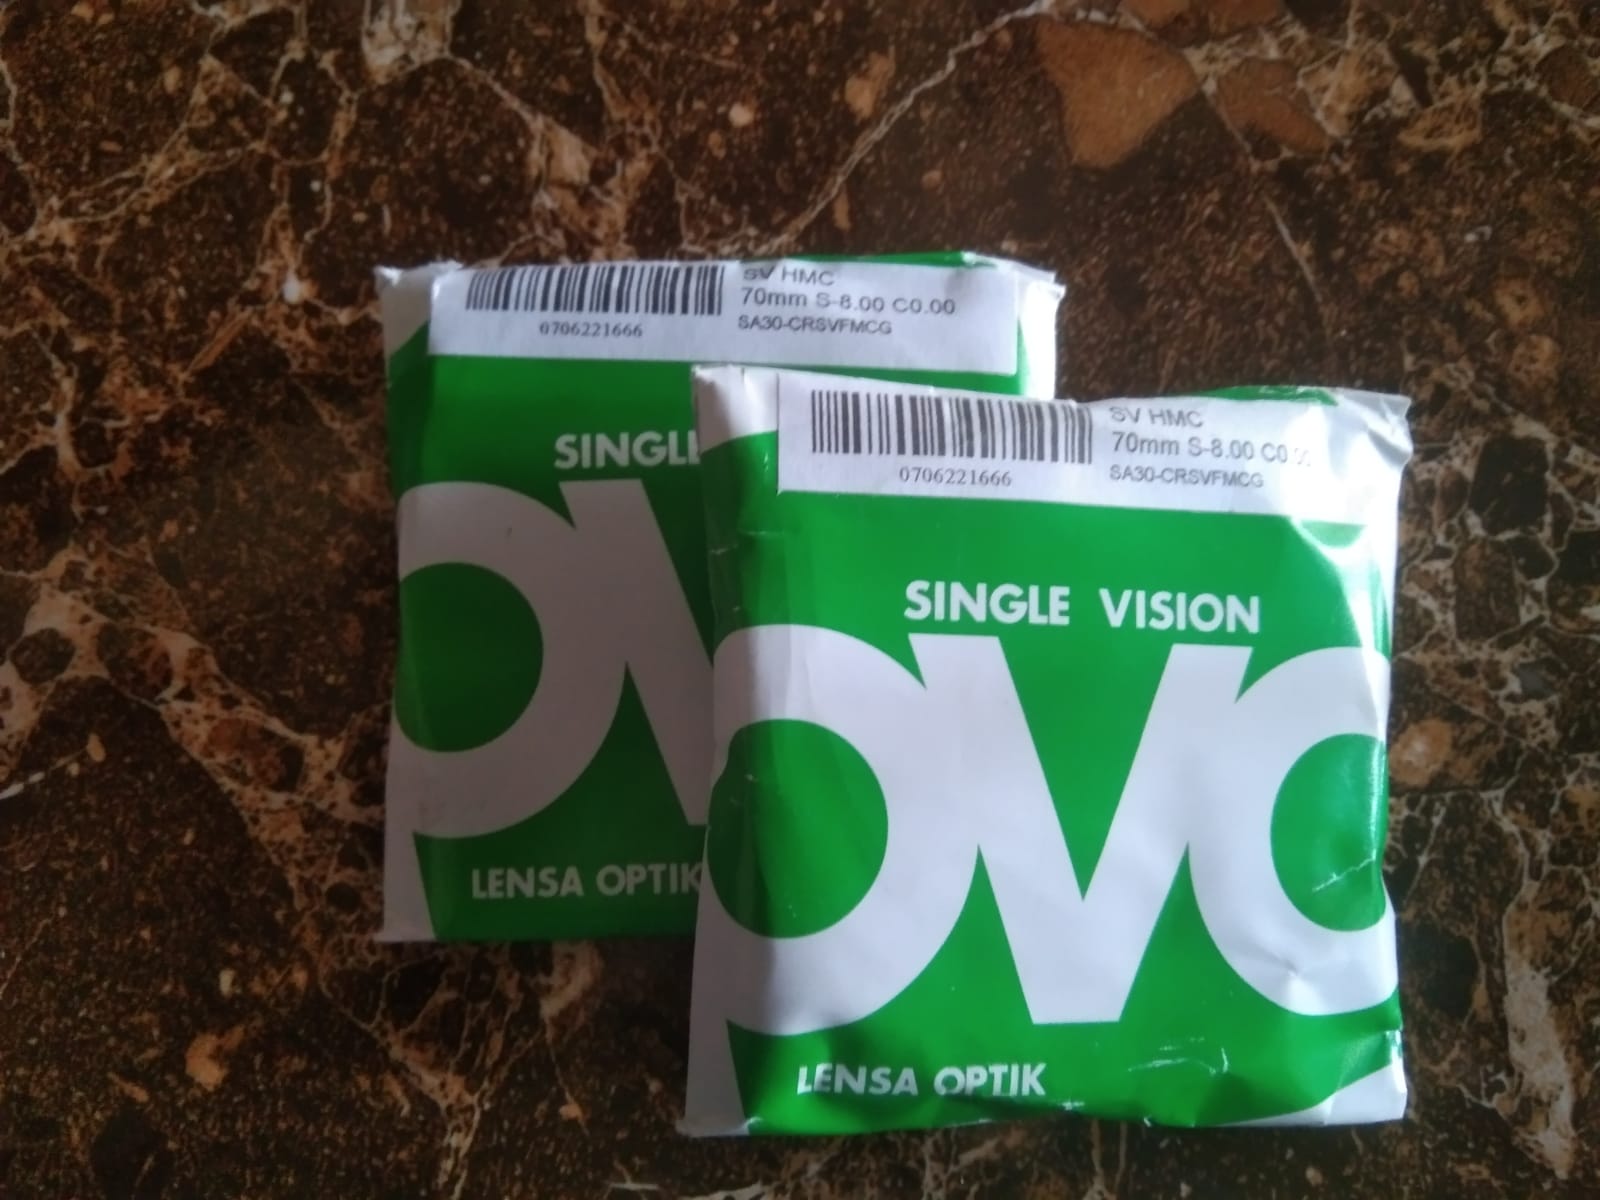 SV HMC
70mm S-8.00 C0.00
0706221666
SA30-CRSVFMCG
LENSA OPTIK
SV HMC
70mm S-8.00
0706221666
SA30-CRSVFMCG
SINGLE VISION
OVO
LENSA OPTIK